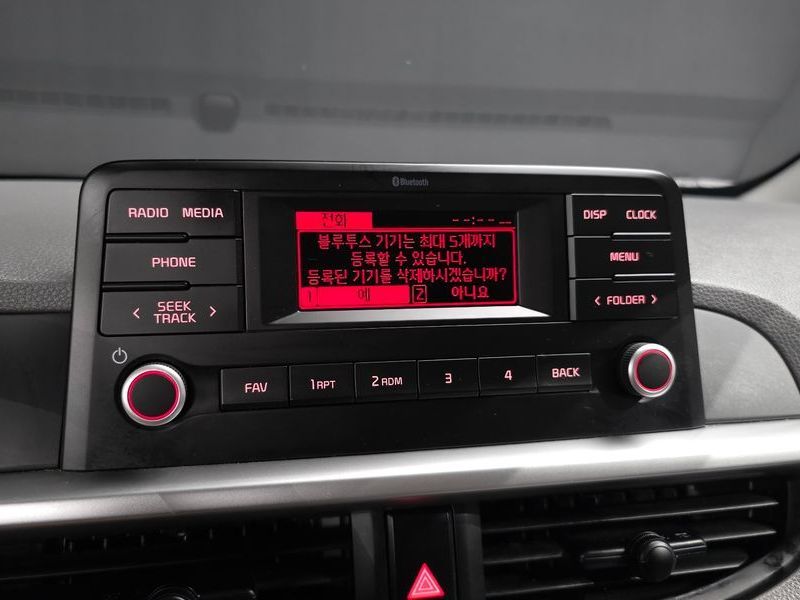 Bluetooth
RADIO MEDIA
PHONE
< SEEK TRACK >
전화 --:-- --
블루투스 기기는 최대 5개까지
등록할 수 있습니다.
등록된 기기를 삭제하시겠습니까?
1 예 2 아니요
DISP CLOCK
MENU
< FOLDER >
FAV 1 RPT 2 RDM 3 4 BACK